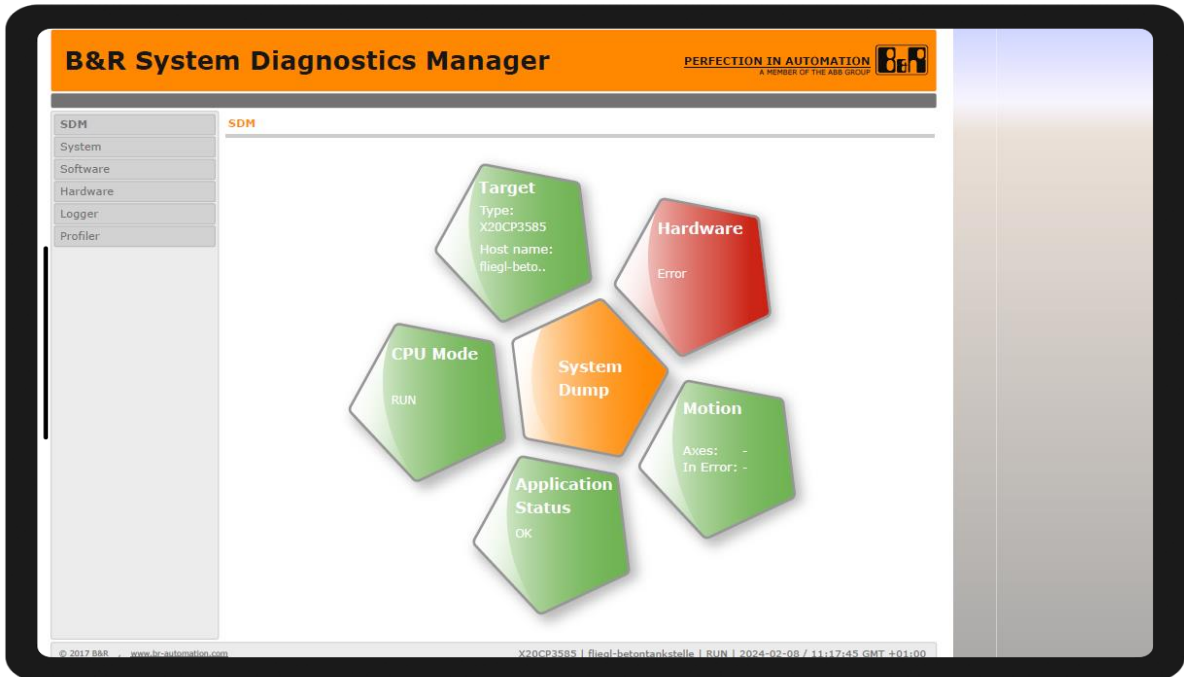 B&R System Diagnostics Manager
PERFECTION IN AUTOMATION
A MEMBER OF THE ABB GROUP
B&R
SDM
System
Software
Hardware
Logger
Profiler
SDM
Target
Type:
X20CP3585
Host name:
fliegl-beto..
Hardware
Error
CPU Mode
RUN
System
Dump
Motion
Axes: -
In Error: -
Application
Status
OK
© 2017 B&R , www.br-automation.com
X20CP3585 | fliegl-betontankstelle | RUN | 2024-02-08 / 11:17:45 GMT +01:00